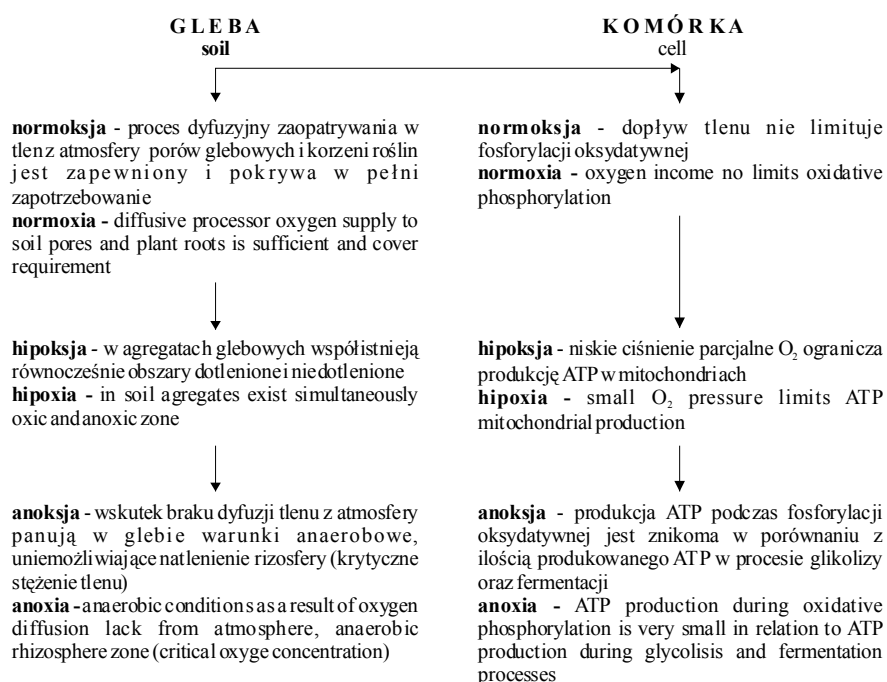 GLEBA
soil
KOMÓRKA
cell
normoksja - proces dyfuzyjny zaopatrywania w
tlen z atmosfery porów glebowych i korzeni roślin
jest zapewniony i pokrywa w pełni
zapotrzebowanie
normoxia - diffusive processor oxygen supply to
soil pores and plant roots is sufficient and cover
requirement
normoksja - dopływ tlenu nie limituje
fosforylacji oksydatywnej
normoxia - oxygen income no limits oxidative
phosphorylation
hipoksja - w agregatach glebowych współistnieją
równocześnie obszary dotlenione i niedotlenione
hipoxia - in soil agregates exist simultaneously
oxic and anoxic zone
hipoksja - niskie ciśnienie parcjalne O₂ ogranicza
produkcję ATP w mitochondriach
hipoxia - small O₂ pressure limits ATP
mitochondrial production
anoksja - wskutek braku dyfuzji tlenu z atmosfery
panują w glebie warunki anaerobowe,
uniemożliwiające natlenienie rizosfery (krytyczne
stężenie tlenu)
anoxia - anaerobic conditions as a result of oxygen
diffusion lack from atmosphere, anaerobic
rhizosphere zone (critical oxyge concentration)
anoksja - produkcja ATP podczas fosforylacji
oksydatywnej jest znikoma w porównaniu z
ilością produkowanego ATP w procesie glikolizy
oraz fermentacji
anoxia - ATP production during oxidative
phosphorylation is very small in relation to ATP
production during glycolisis and fermentation
processes